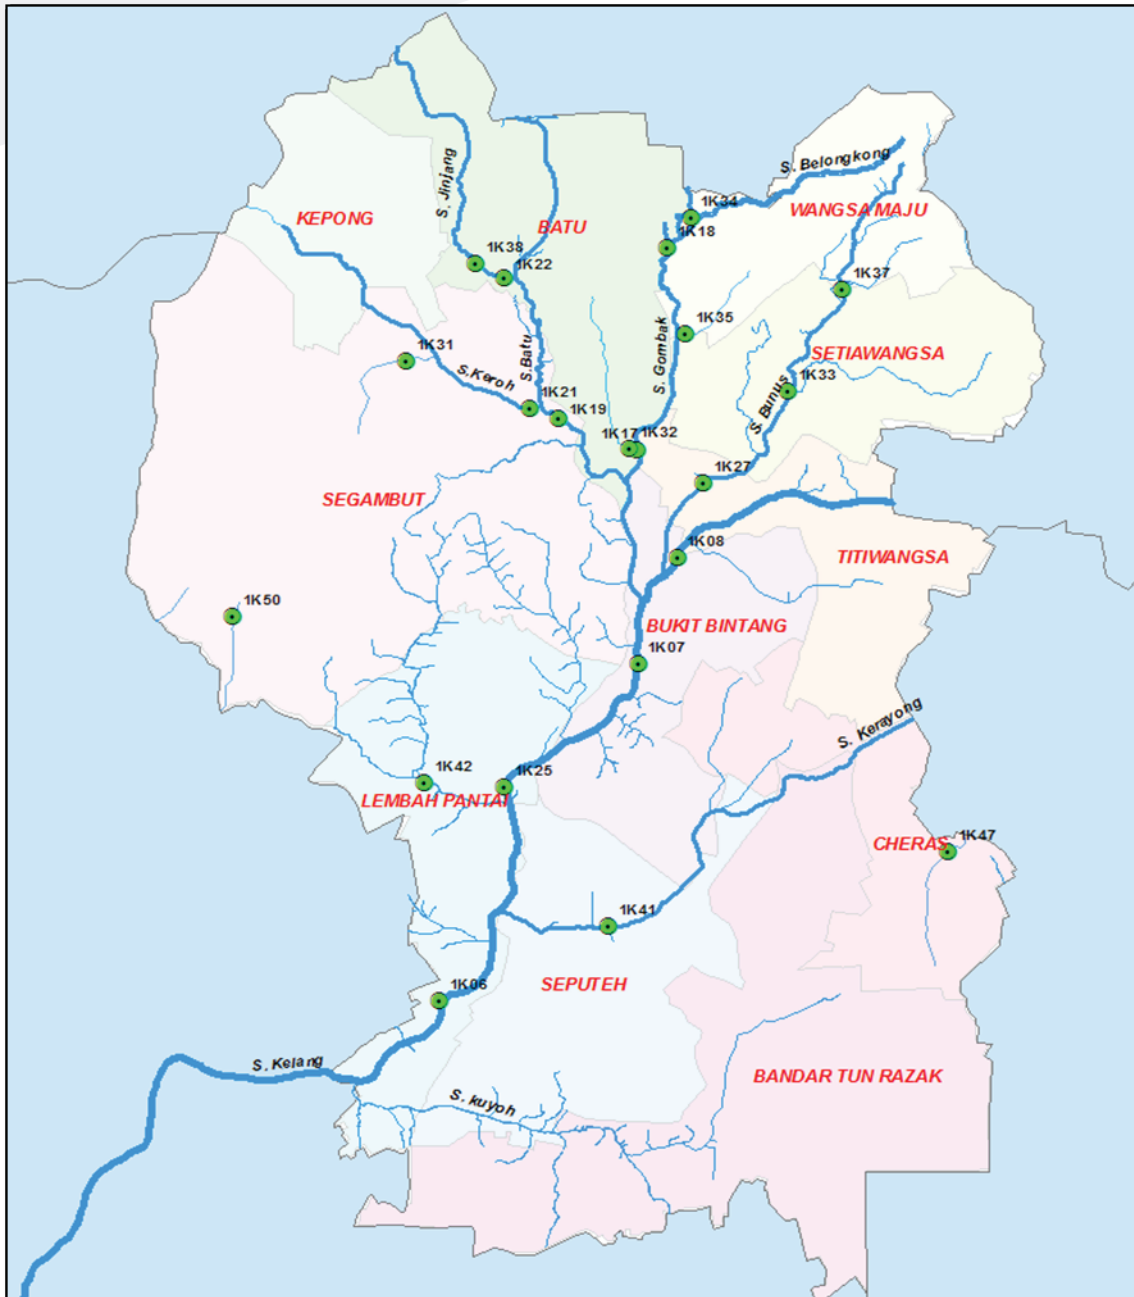 S. Belongkong
S. Jinjang
1K34
WANGSA MAJU
KEPONG
BATU
1K18
1K38
1K22
1K37
1K35
S. Gombak
SETIAWANGSA
1K31
S.Batu
S.Keroh
1K33
S. Bunus
1K21
1K19
1K17
1K32
1K27
SEGAMBUT
1K08
TITIWANGSA
1K50
BUKIT BINTANG
1K07
S. Kerayong
1K42
1K25
LEMBAH PANTAI
1K47
CHERAS
1K41
SEPUTEH
1K06
S. Kelang
BANDAR TUN RAZAK
S. kuyoh